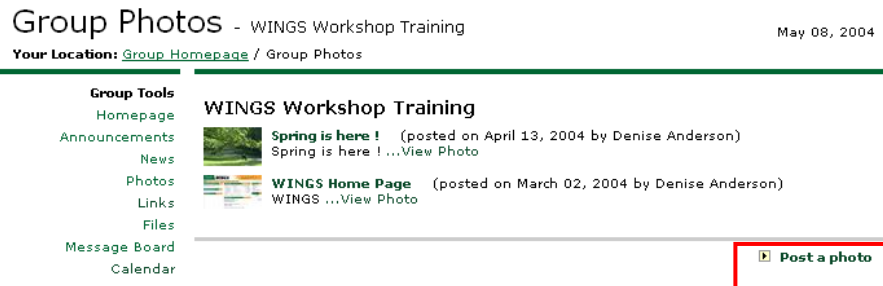 Group Photos - WINGS Workshop Training
May 08, 2004
Your Location: Group Homepage / Group Photos
Group Tools
Homepage
Announcements
News
Photos
Links
Files
Message Board
Calendar
WINGS Workshop Training
Spring is here ! (posted on April 13, 2004 by Denise Anderson)
Spring is here ! ...View Photo
WINGS Home Page (posted on March 02, 2004 by Denise Anderson)
WINGS ...View Photo
Post a photo